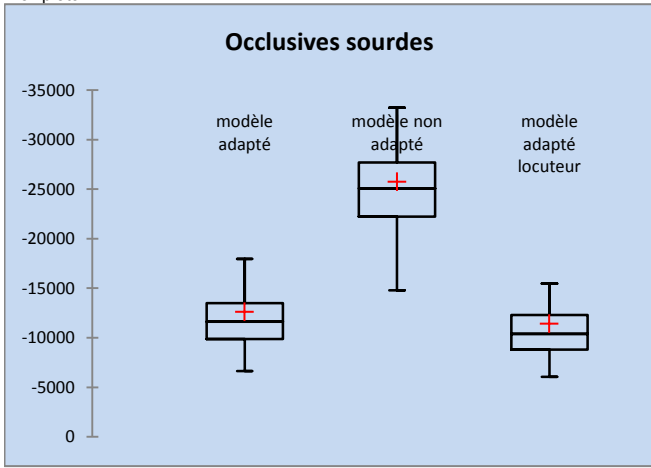 Occlusives sourdes
-35000
-30000
-25000
-20000
-15000
-10000
-5000
0
modèle
adapté
modèle non
adapté
modèle
adapté
locuteur